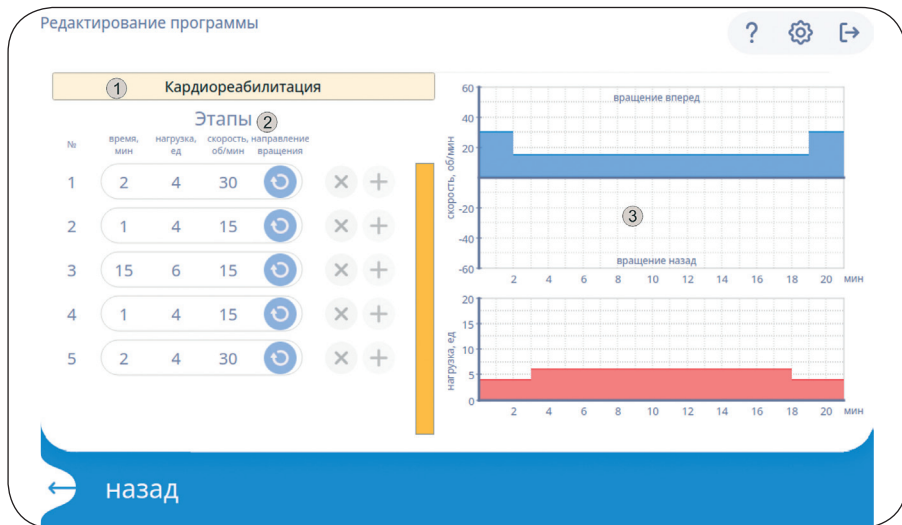 Редактирование программы
?
1 Кардиореабилитация
Этапы 2
№ время, мин нагрузка, ед скорость, об/мин направление вращения
1 2 4 30 × +
2 1 4 15 × +
3 15 6 15 × +
4 1 4 15 × +
5 2 4 30 × +
скорость, об/мин
60
40
20
-20
-40
-60
вращение вперед
3
вращение назад
2 4 6 8 10 12 14 16 18 20 мин
нагрузка, ед
20
15
10
5
0
2 4 6 8 10 12 14 16 18 20 мин
← назад